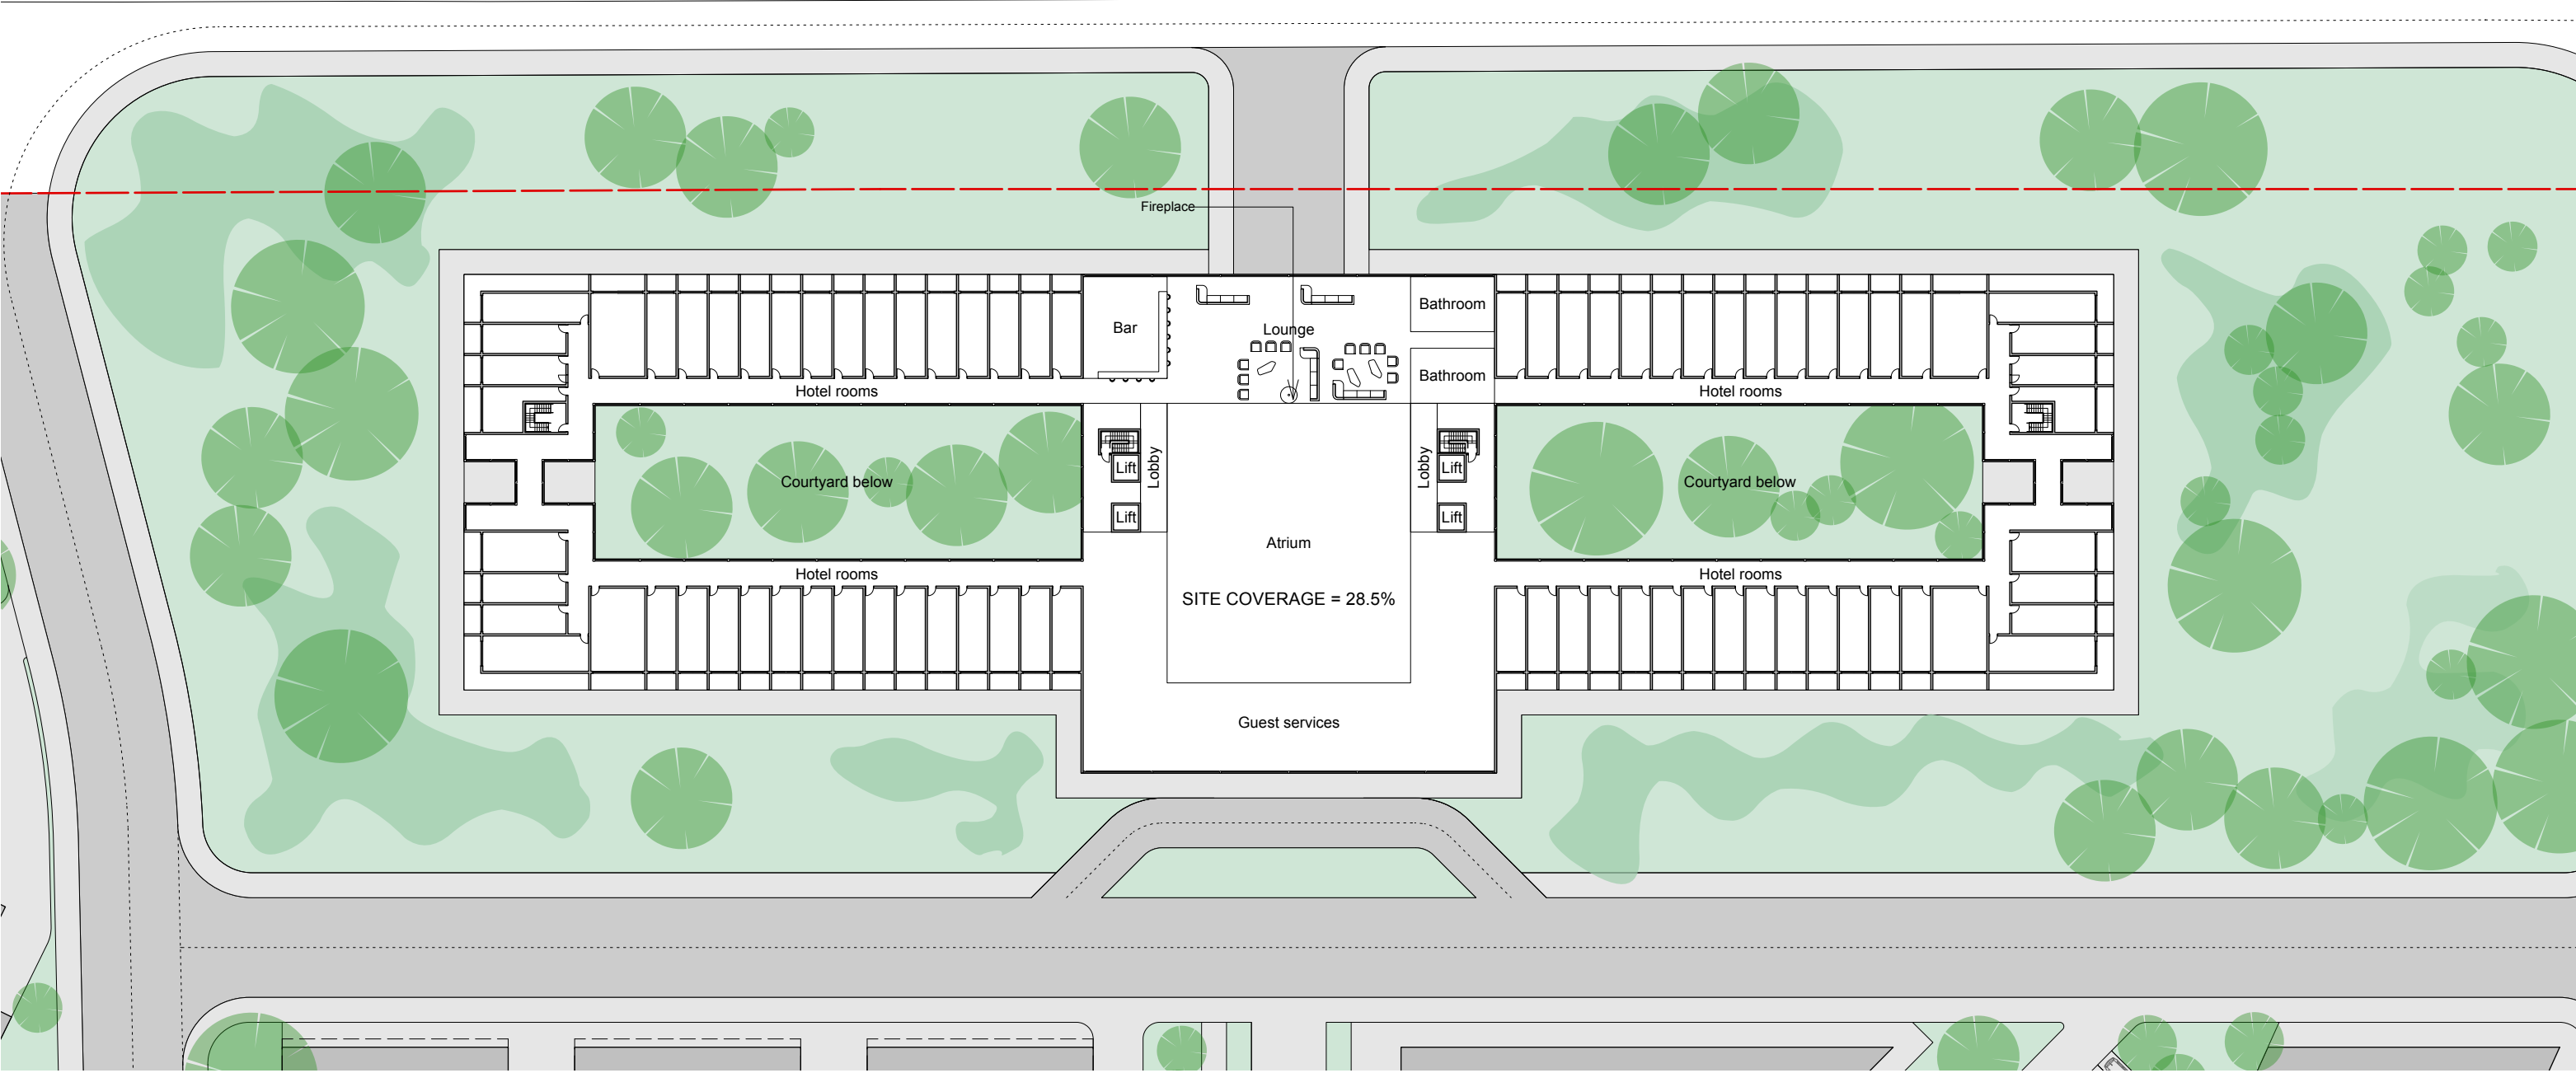 Fireplace
Bathroom
Bar
Lounge
Bathroom
Hotel rooms
Hotel rooms
Lift
Lobby
Lobby
Lift
Courtyard below
Courtyard below
Lift
Lift
Atrium
Hotel rooms
Hotel rooms
SITE COVERAGE = 28.5%
Guest services